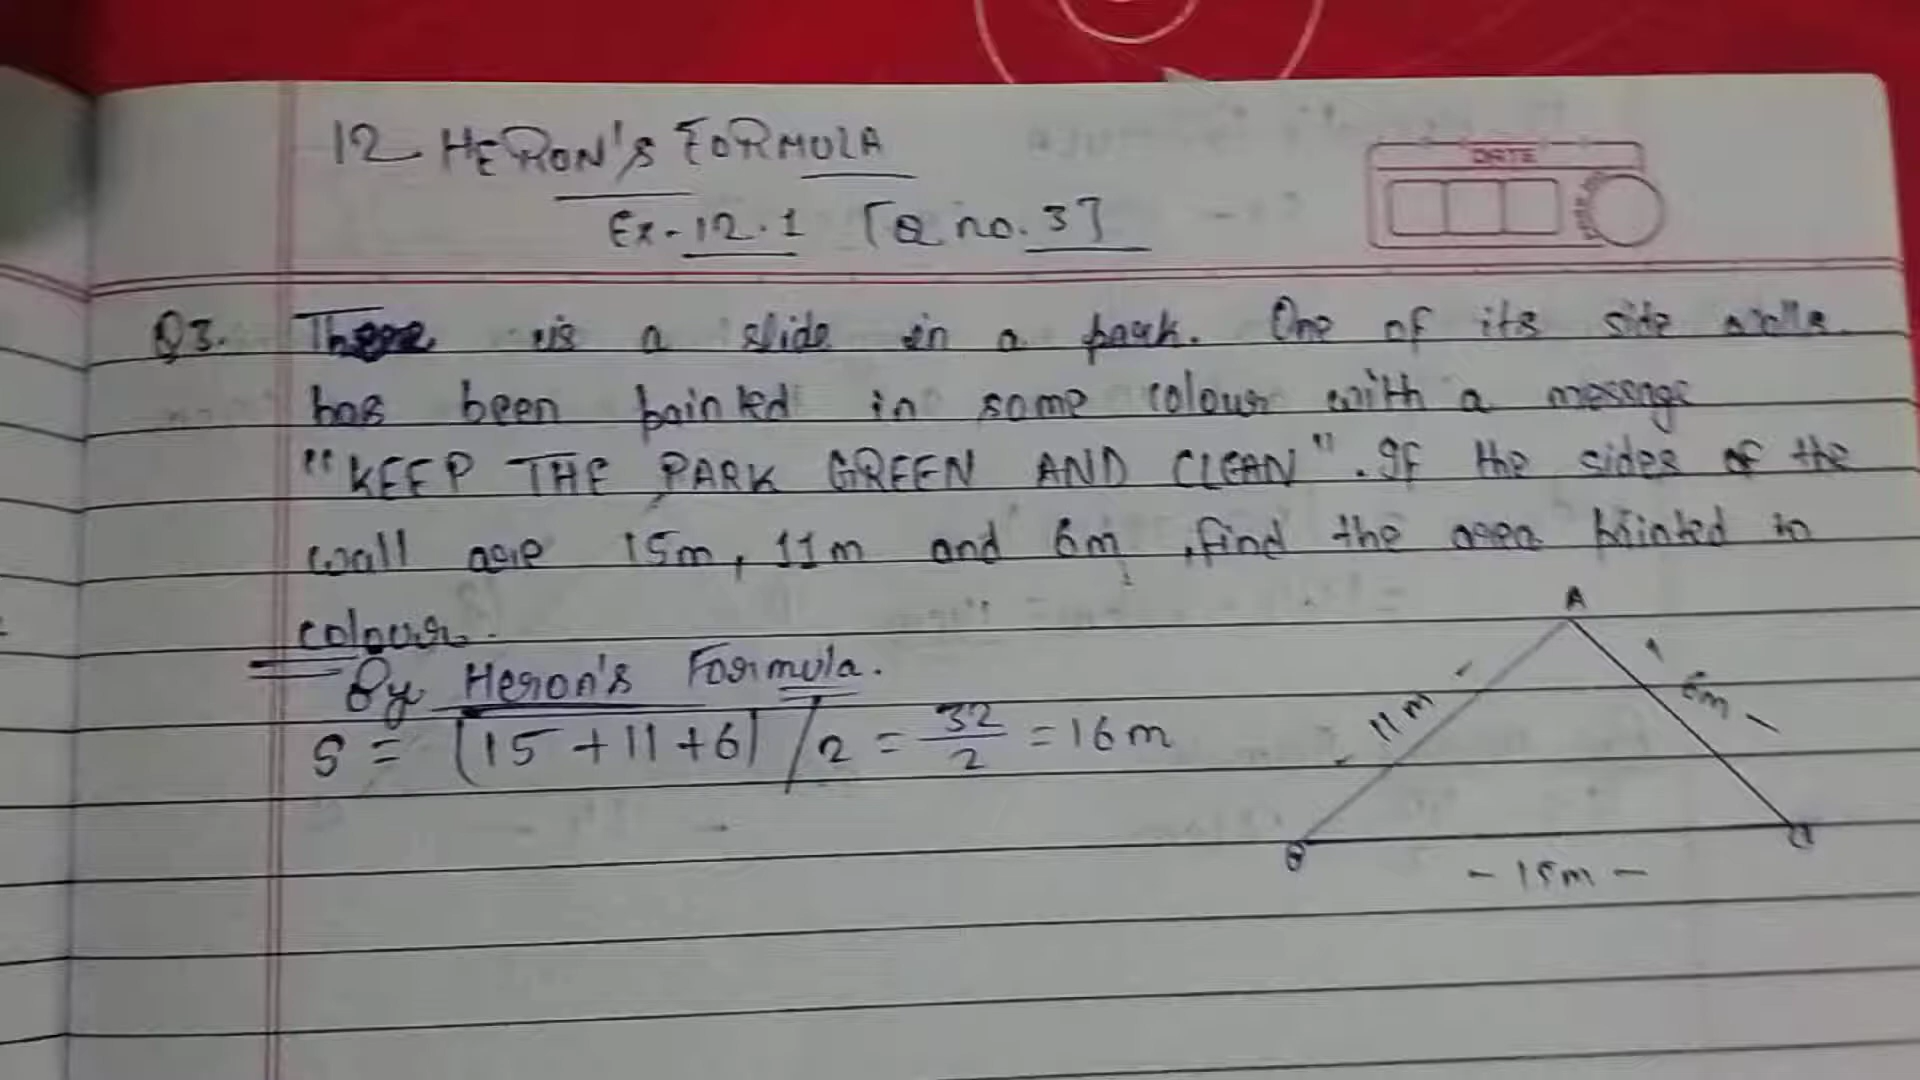 12 HERON'S FORMULA
Ex-12.1 [Q no. 3]
DATE
Q3. There is a slide in a park. One of its side walls
has been painted in some colour with a message
"KEEP THE PARK GREEN AND CLEAN". If the sides of the
wall are 15m, 11m and 6m, find the area painted in
colour.
By Heron's Formula.
S = (15+11+6)/2 = 32/2 = 16m
A
11m
6m
B
C
- 15m -